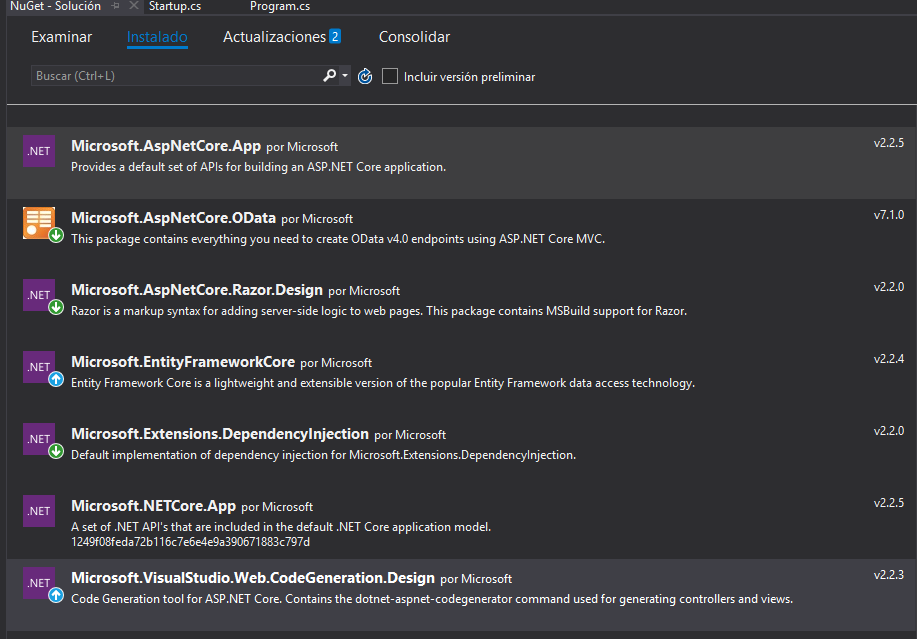 NuGet - Solución Startup.cs Program.cs
Examinar Instalado Actualizaciones 2 Consolidar
Buscar (Ctrl+L) Incluir versión preliminar
.NET Microsoft.AspNetCore.App por Microsoft v2.2.5
Provides a default set of APIs for building an ASP.NET Core application.
Microsoft.AspNetCore.OData por Microsoft v7.1.0
This package contains everything you need to create OData v4.0 endpoints using ASP.NET Core MVC.
.NET Microsoft.AspNetCore.Razor.Design por Microsoft v2.2.0
Razor is a markup syntax for adding server-side logic to web pages. This package contains MSBuild support for Razor.
.NET Microsoft.EntityFrameworkCore por Microsoft v2.2.4
Entity Framework Core is a lightweight and extensible version of the popular Entity Framework data access technology.
.NET Microsoft.Extensions.DependencyInjection por Microsoft v2.2.0
Default implementation of dependency injection for Microsoft.Extensions.DependencyInjection.
.NET Microsoft.NETCore.App por Microsoft v2.2.5
A set of .NET API's that are included in the default .NET Core application model.
1249f08feda72b116c7e6e4e9a390671883c797d
.NET Microsoft.VisualStudio.Web.CodeGeneration.Design por Microsoft v2.2.3
Code Generation tool for ASP.NET Core. Contains the dotnet-aspnet-codegenerator command used for generating controllers and views.